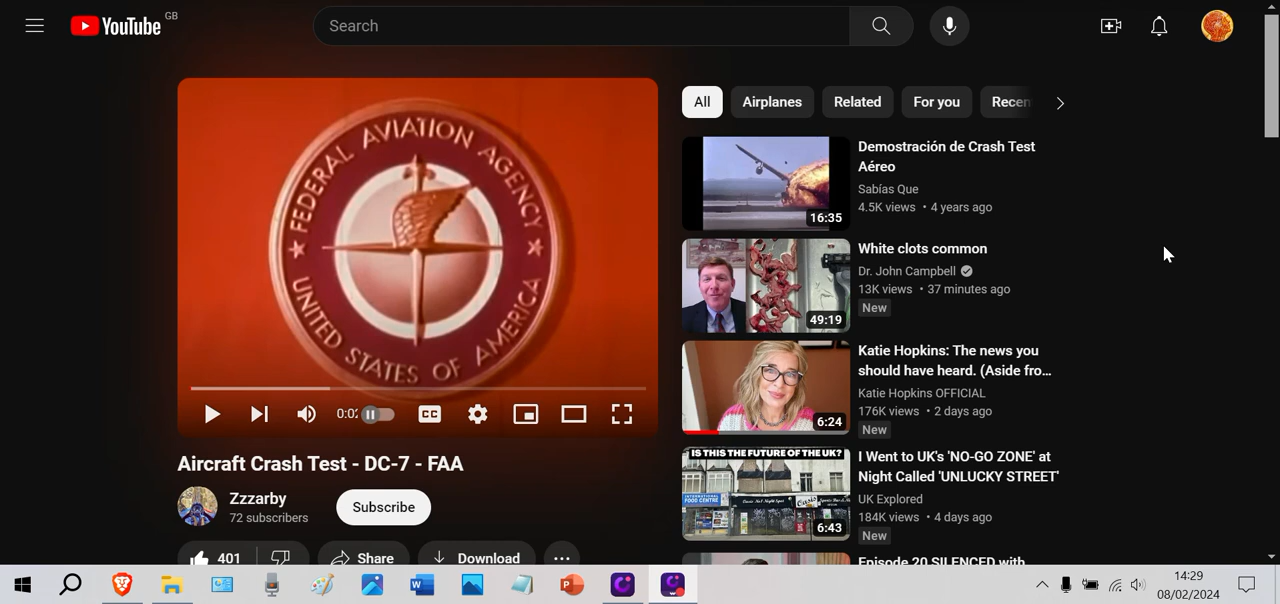 YouTube GB
Search
FEDERAL AVIATION AGENCY
UNITED STATES OF AMERICA
CC
Aircraft Crash Test - DC-7 - FAA
Zzzarby
72 subscribers
Subscribe
401
Share
Download
All
Airplanes
Related
For you
Demostración de Crash Test
Aéreo
Sabías Que
4.5K views • 4 years ago
16:35
White clots common
Dr. John Campbell
13K views • 37 minutes ago
New
49:19
Katie Hopkins: The news you
should have heard. (Aside fro...
Katie Hopkins OFFICIAL
176K views • 2 days ago
New
6:24
IS THIS THE FUTURE OF THE UK?
I Went to UK's 'NO-GO ZONE' at
Night Called 'UNLUCKY STREET'
UK Explored
184K views • 4 days ago
New
6:43
Episode 20 SILENCED with
14:29
08/02/2024